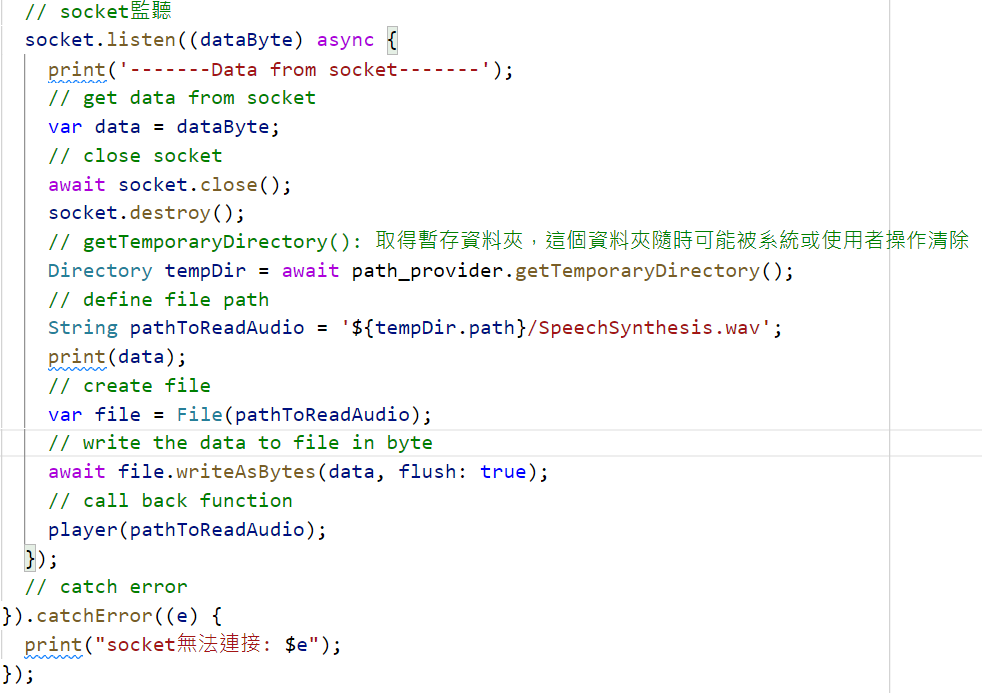 // socket監聽
socket.listen((dataByte) async {
print('-------Data from socket-------');
// get data from socket
var data = dataByte;
// close socket
await socket.close();
socket.destroy();
// getTemporaryDirectory(): 取得暫存資料夾，這個資料夾隨時可能被系統或使用者操作清除
Directory tempDir = await path_provider.getTemporaryDirectory();
// define file path
String pathToReadAudio = '${tempDir.path}/SpeechSynthesis.wav';
print(data);
// create file
var file = File(pathToReadAudio);
// write the data to file in byte
await file.writeAsBytes(data, flush: true);
// call back function
player(pathToReadAudio);
});
// catch error
}).catchError((e) {
print("socket無法連接: $e");
});